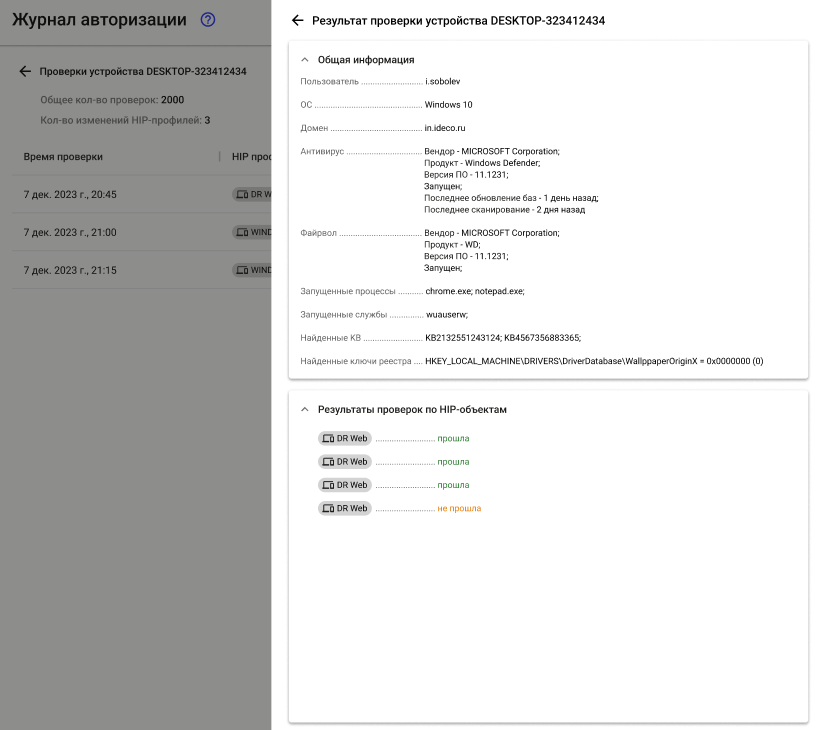 Журнал авторизации
Проверки устройства DESKTOP-323412434
Общее кол-во проверок: 2000
Кол-во изменений HIP-профилей: 3
Время проверки HIP про
7 дек. 2023 г., 20:45 DR W
7 дек. 2023 г., 21:00 WIND
7 дек. 2023 г., 21:15 WIND
Результат проверки устройства DESKTOP-323412434
Общая информация
Пользователь ........................ i.sobolev
ОС ........................................... Windows 10
Домен ..................................... in.ideco.ru
Антивирус .............................. Вендор - MICROSOFT Corporation;
Продукт - Windows Defender;
Версия ПО - 11.1231;
Запущен;
Последнее обновление баз - 1 день назад;
Последнее сканирование - 2 дня назад
Файрвол ................................. Вендор - MICROSOFT Corporation;
Продукт - WD;
Версия ПО - 11.1231;
Запущен;
Запущенные процессы .......... chrome.exe; notepad.exe;
Запущенные службы .............. wuauserw;
Найденные KB ........................ KB2132551243124; KB4567356883365;
Найденные ключи реестра .... HKEY_LOCAL_MACHINE\DRIVERS\DriverDatabase\WallppaperOriginX = 0x0000000 (0)
Результаты проверок по HIP-объектам
DR Web ........................ прошла
DR Web ........................ прошла
DR Web ........................ прошла
DR Web ........................ не прошла